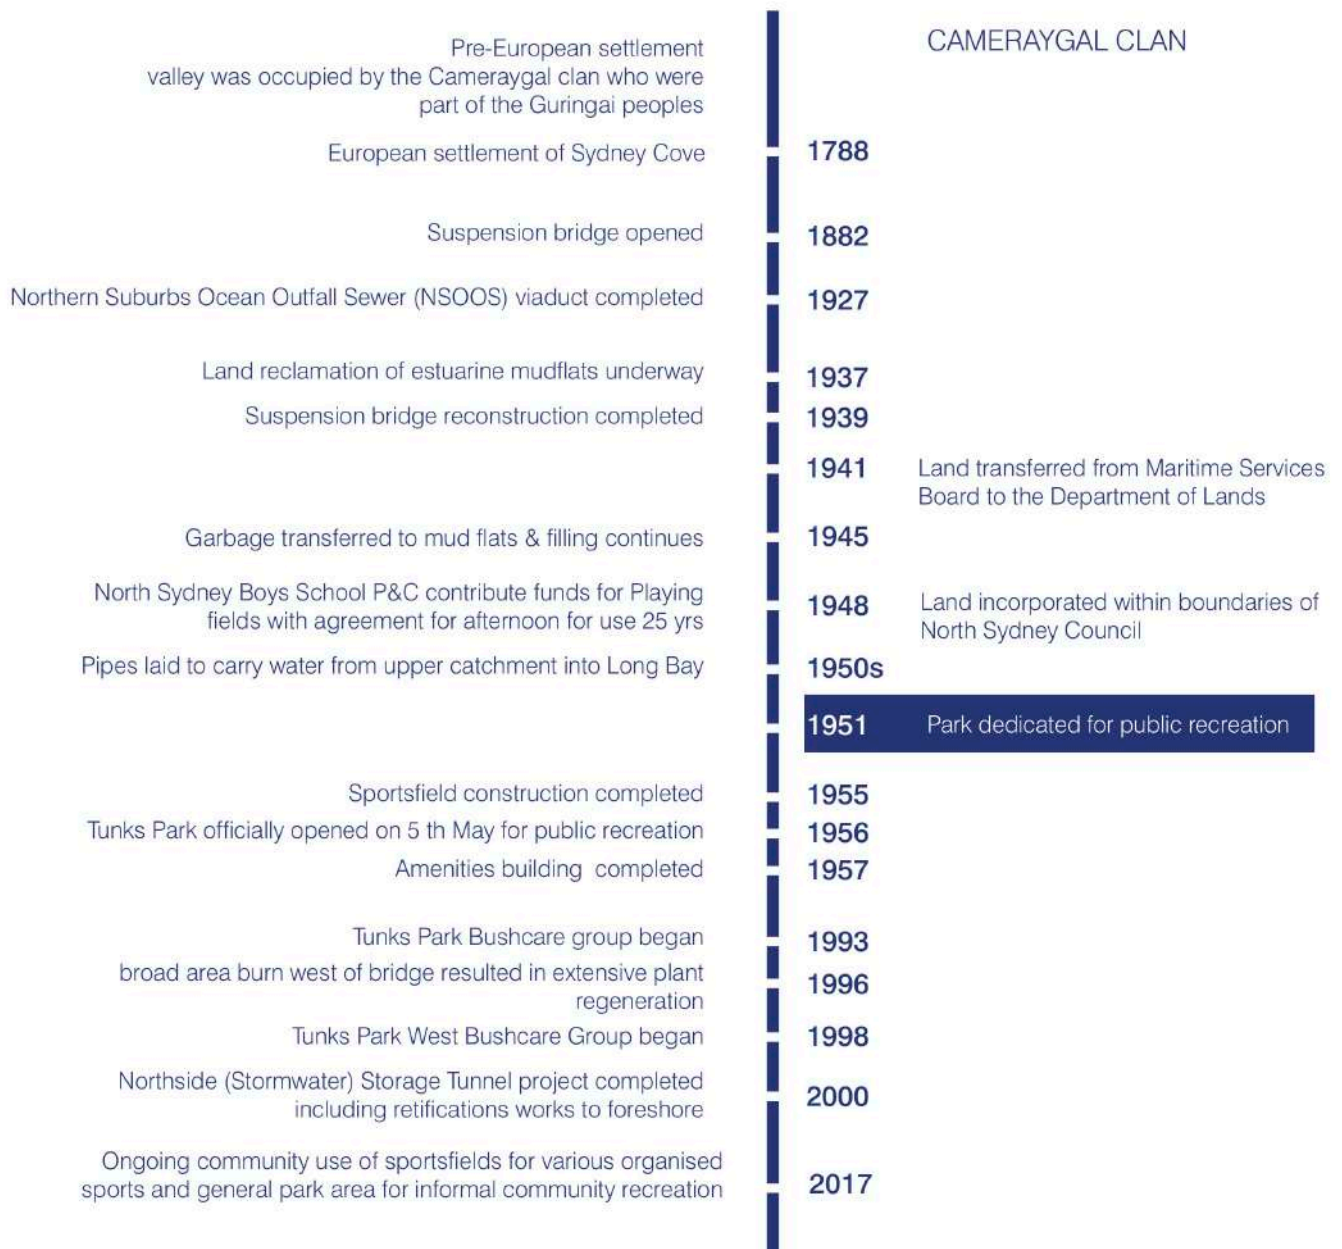 Pre-European settlement
valley was occupied by the Cameraygal clan who were
part of the Guringai peoples
CAMERAYGAL CLAN
European settlement of Sydney Cove
1788
Suspension bridge opened
1882
Northern Suburbs Ocean Outfall Sewer (NSOOS) viaduct completed
1927
Land reclamation of estuarine mudflats underway
1937
Suspension bridge reconstruction completed
1939
1941
Land transferred from Maritime Services
Board to the Department of Lands
Garbage transferred to mud flats & filling continues
1945
North Sydney Boys School P&C contribute funds for Playing
fields with agreement for afternoon for use 25 yrs
1948
Land incorporated within boundaries of
North Sydney Council
Pipes laid to carry water from upper catchment into Long Bay
1950s
1951
Park dedicated for public recreation
Sportsfield construction completed
1955
Tunks Park officially opened on 5 th May for public recreation
1956
Amenities building completed
1957
Tunks Park Bushcare group began
1993
broad area burn west of bridge resulted in extensive plant
regeneration
1996
Tunks Park West Bushcare Group began
1998
Northside (Stormwater) Storage Tunnel project completed
including retifications works to foreshore
2000
Ongoing community use of sportsfields for various organised
sports and general park area for informal community recreation
2017